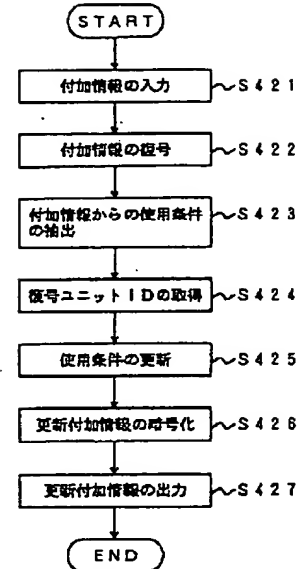 START
付加情報の入力 ~S421
付加情報の復号 ~S422
付加情報からの使用条件 ~S423
の抽出
復号ユニットIDの取得 ~S424
使用条件の更新 ~S425
更新付加情報の暗号化 ~S426
更新付加情報の出力 ~S427
END